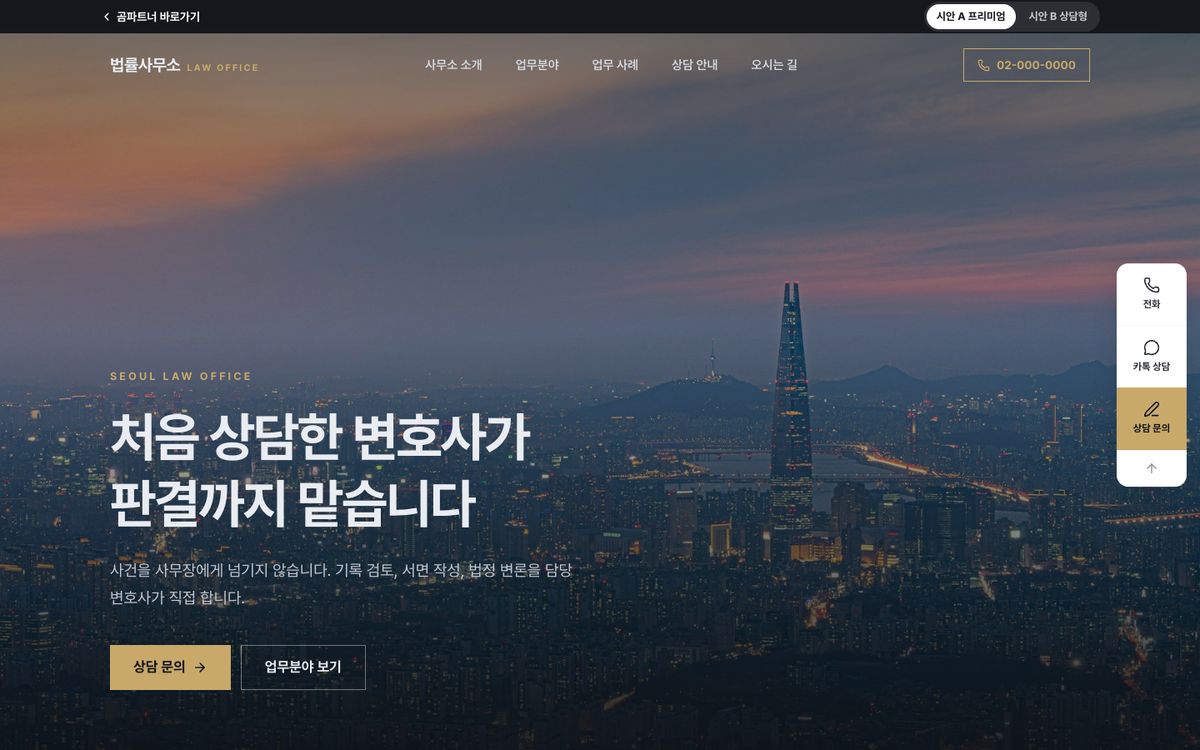 곰파트너 바로가기
시안 A 프리미엄
시안 B 상담형
법률사무소 LAW OFFICE
사무소 소개
업무분야
업무 사례
상담 안내
오시는 길
02-000-0000
전화
카톡 상담
상담 문의
SEOUL LAW OFFICE
처음 상담한 변호사가
판결까지 맡습니다
사건을 사무장에게 넘기지 않습니다. 기록 검토, 서면 작성, 법정 변론을 담당
변호사가 직접 합니다.
상담 문의
업무분야 보기